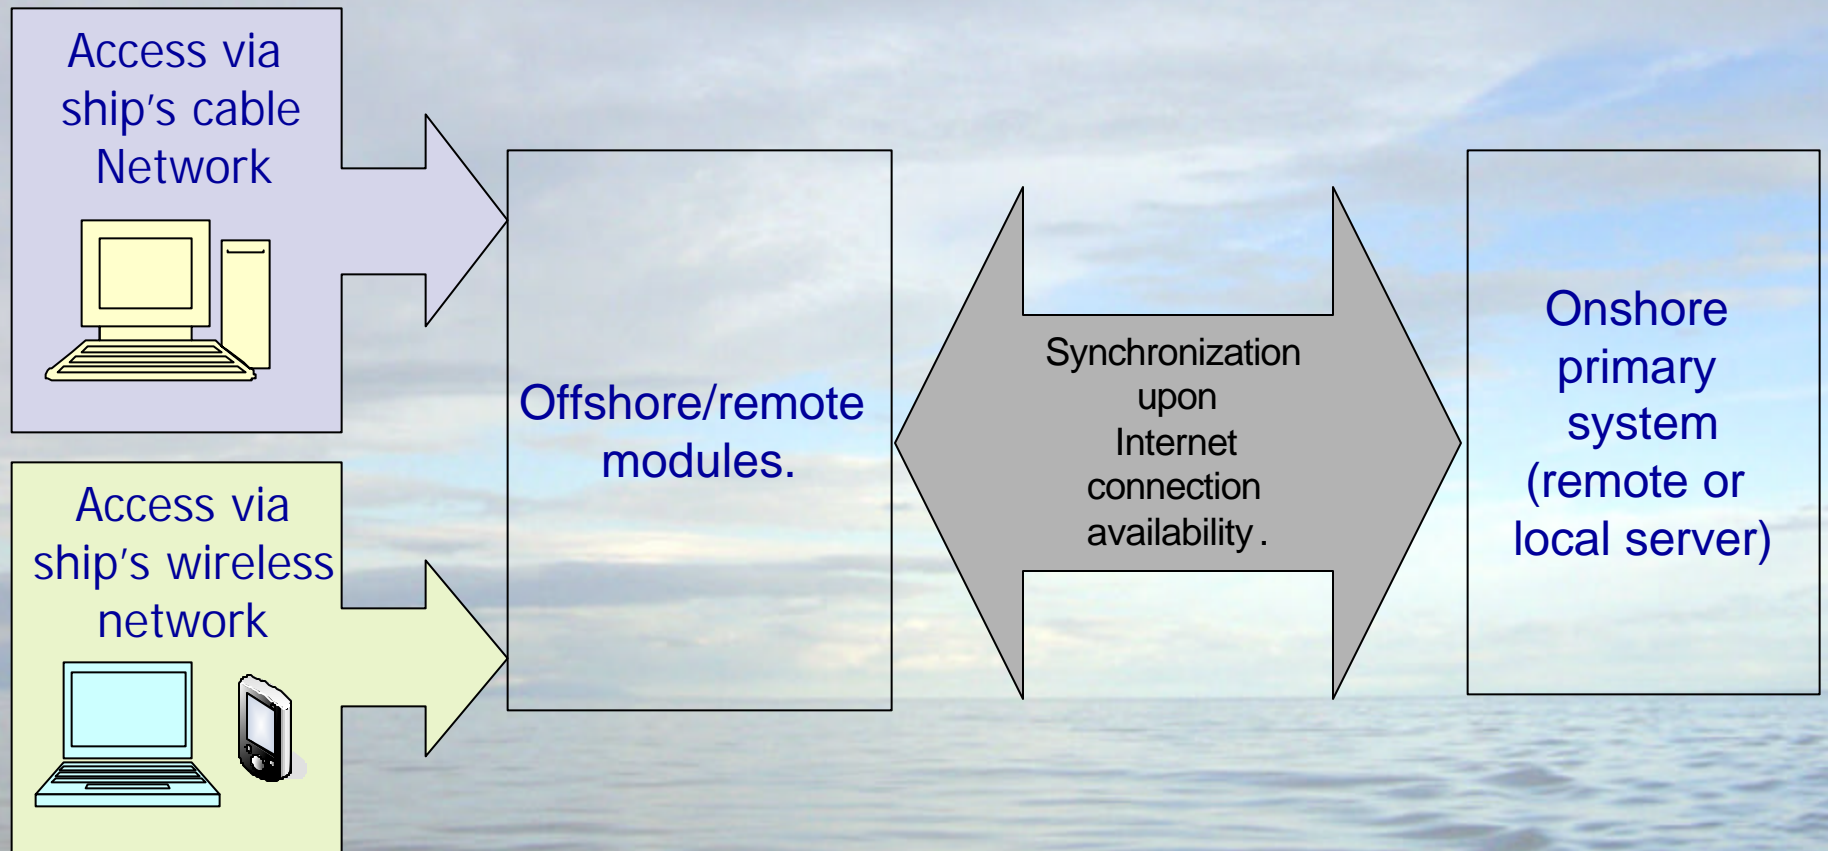 Access via
ship's cable
Network
Access via
ship's wireless
network
Offshore/remote
modules.
Synchronization
upon
Internet
connection
availability .
Onshore
primary
system
(remote or
local server)